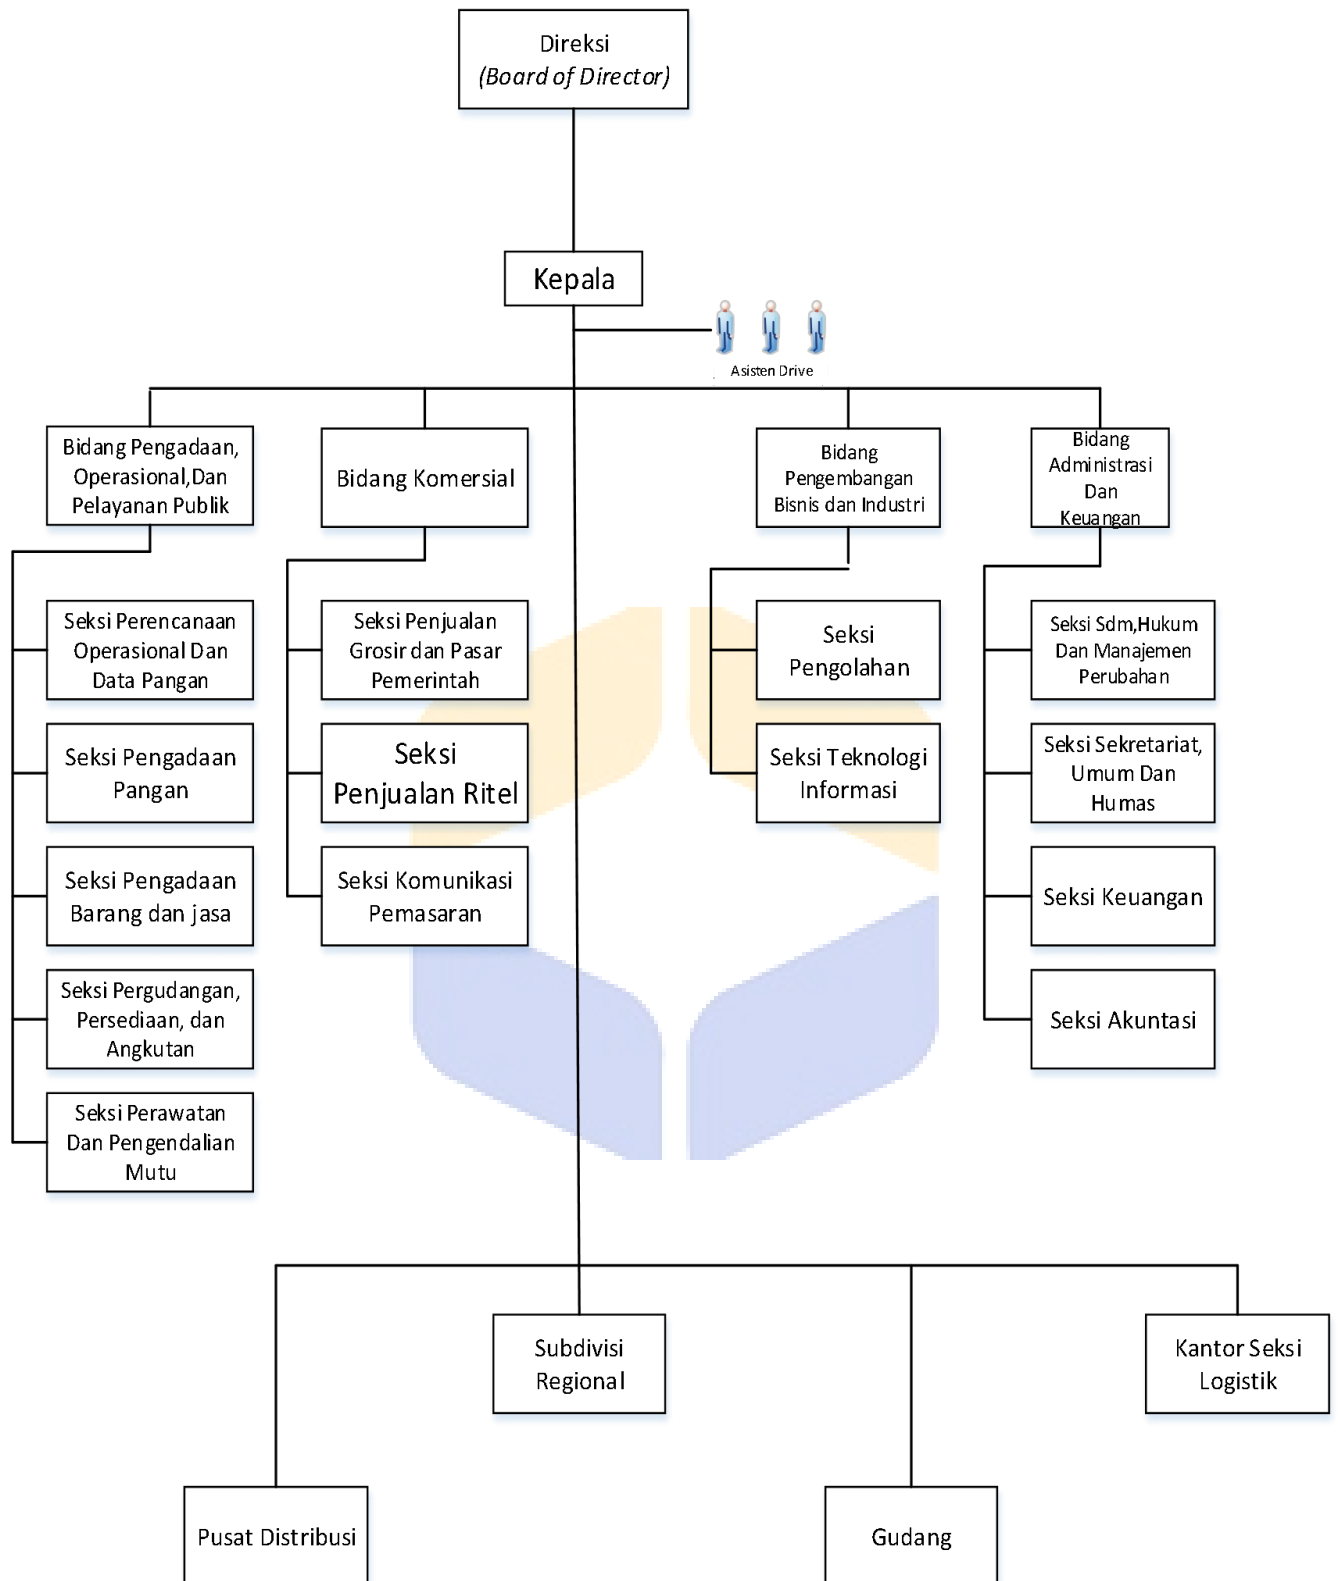 Direksi
(Board of Director)
Kepala
Asisten Drive
Bidang Pengadaan,
Operasional,Dan
Pelayanan Publik
Bidang Komersial
Bidang
Pengembangan
Bisnis dan Industri
Bidang
Administrasi
Dan
Keuangan
Seksi Perencanaan
Operasional Dan
Data Pangan
Seksi Pengadaan
Pangan
Seksi Pengadaan
Barang dan jasa
Seksi Pergudangan,
Persediaan, dan
Angkutan
Seksi Perawatan
Dan Pengendalian
Mutu
Seksi Penjualan
Grosir dan Pasar
Pemerintah
Seksi
Penjualan Ritel
Seksi Komunikasi
Pemasaran
Seksi
Pengolahan
Seksi Teknologi
Informasi
Seksi Sdm,Hukum
Dan Manajemen
Perubahan
Seksi Sekretariat,
Umum Dan
Humas
Seksi Keuangan
Seksi Akuntasi
Subdivisi
Regional
Kantor Seksi
Logistik
Pusat Distribusi
Gudang